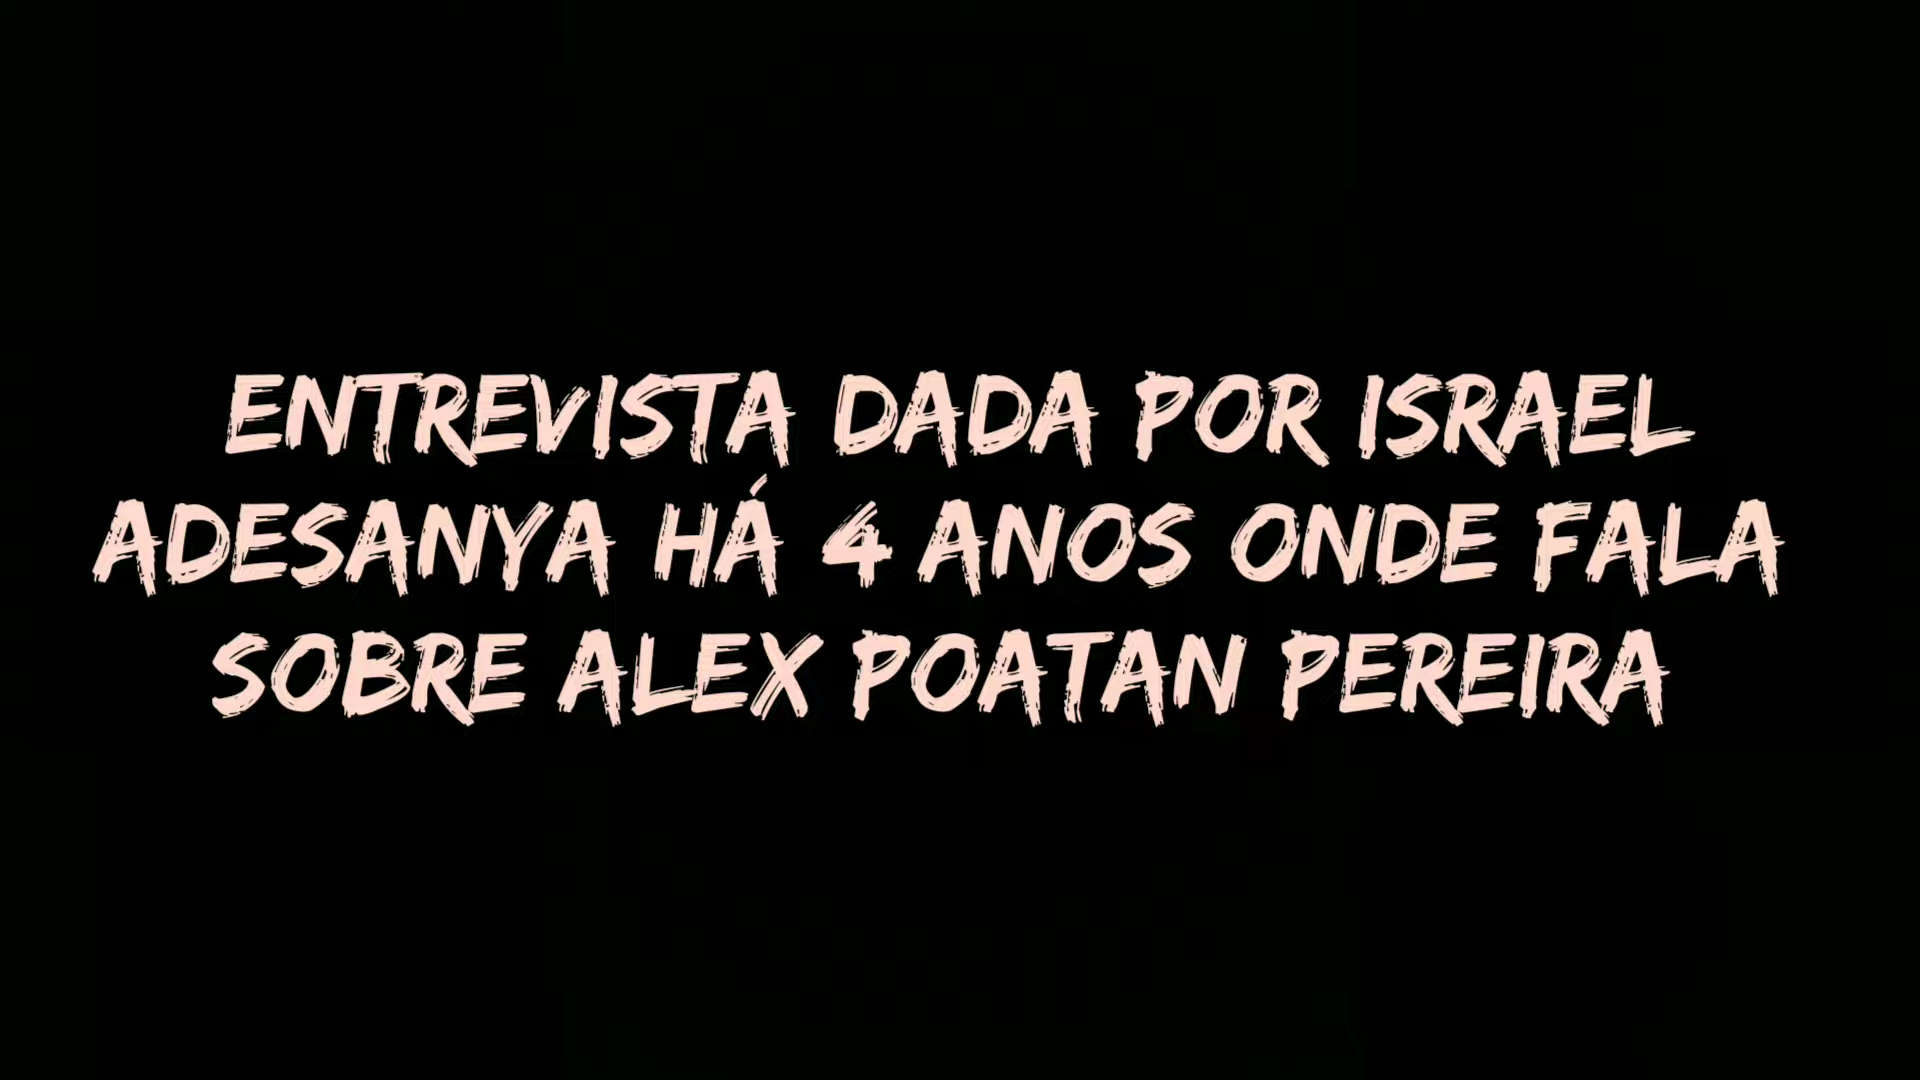 ENTREVISTA DADA POR ISRAEL
ADESANYA HÁ 4 ANOS ONDE FALA
SOBRE ALEX POATAN PEREIRA